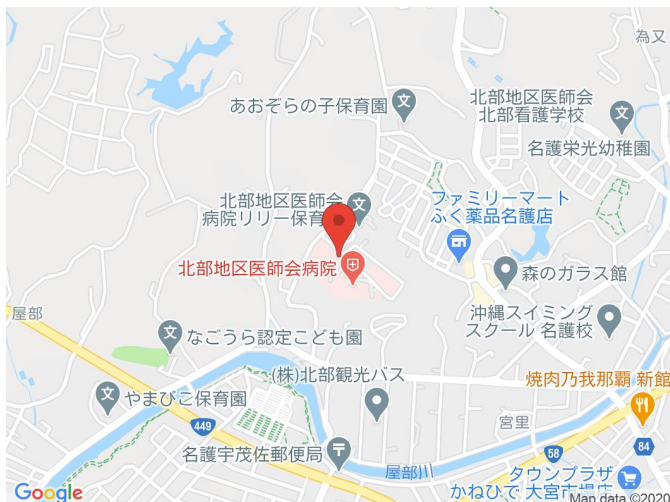 為又
北部地区医師会
北部看護学校
あおぞらの子保育園
名護栄光幼稚園
北部地区医師会
病院リリー保育
ファミリーマート
ふく薬品名護店
北部地区医師会病院
森のガラス館
沖縄スイミング
スクール 名護校
屋部
なごうら認定こども園
(株)北部観光バス
焼肉乃我那覇 新館
やまびこ保育園
449
宮里
名護宇茂佐郵便局
58
84
屋部川
タウンプラザ
かねひで 大宮市場店
Google
Map data ©2020